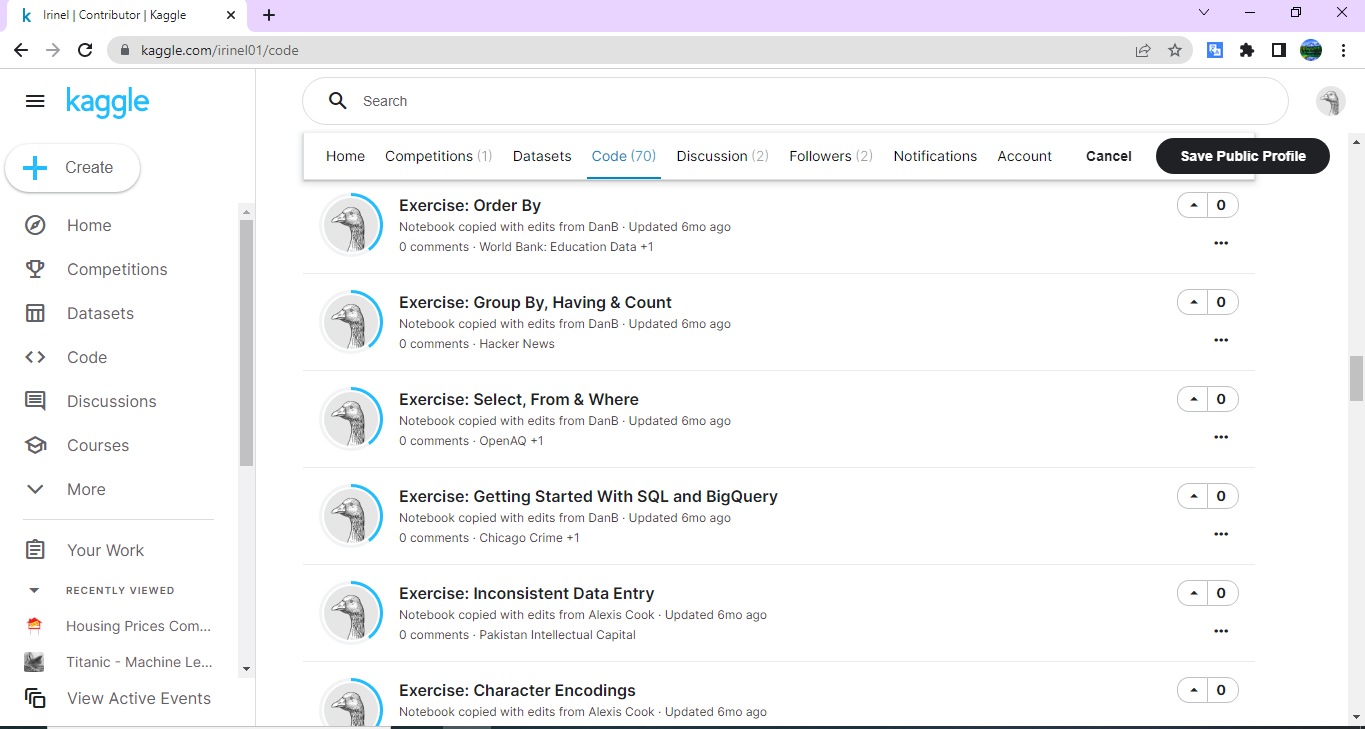 Irinel | Contributor | Kaggle
kaggle.com/irinel01/code
kaggle
Search
Create
Home
Competitions
Datasets
Code
Discussions
Courses
More
Your Work
RECENTLY VIEWED
Housing Prices Com...
Titanic - Machine Le...
View Active Events
Home Competitions (1) Datasets Code (70) Discussion (2) Followers (2) Notifications Account Cancel Save Public Profile
Exercise: Order By
Notebook copied with edits from DanB · Updated 6mo ago
0 comments · World Bank: Education Data +1
0
Exercise: Group By, Having & Count
Notebook copied with edits from DanB · Updated 6mo ago
0 comments · Hacker News
0
Exercise: Select, From & Where
Notebook copied with edits from DanB · Updated 6mo ago
0 comments · OpenAQ +1
0
Exercise: Getting Started With SQL and BigQuery
Notebook copied with edits from DanB · Updated 6mo ago
0 comments · Chicago Crime +1
0
Exercise: Inconsistent Data Entry
Notebook copied with edits from Alexis Cook · Updated 6mo ago
0 comments · Pakistan Intellectual Capital
0
Exercise: Character Encodings
Notebook copied with edits from Alexis Cook · Updated 6mo ago
0